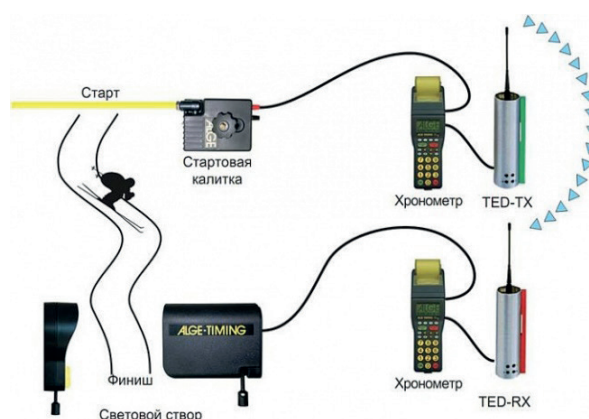 Старт
ALGE
Стартовая
калитка
Хронометр
TED-TX
ALGE-TIMING
Финиш
Световой створ
Хронометр
TED-RX